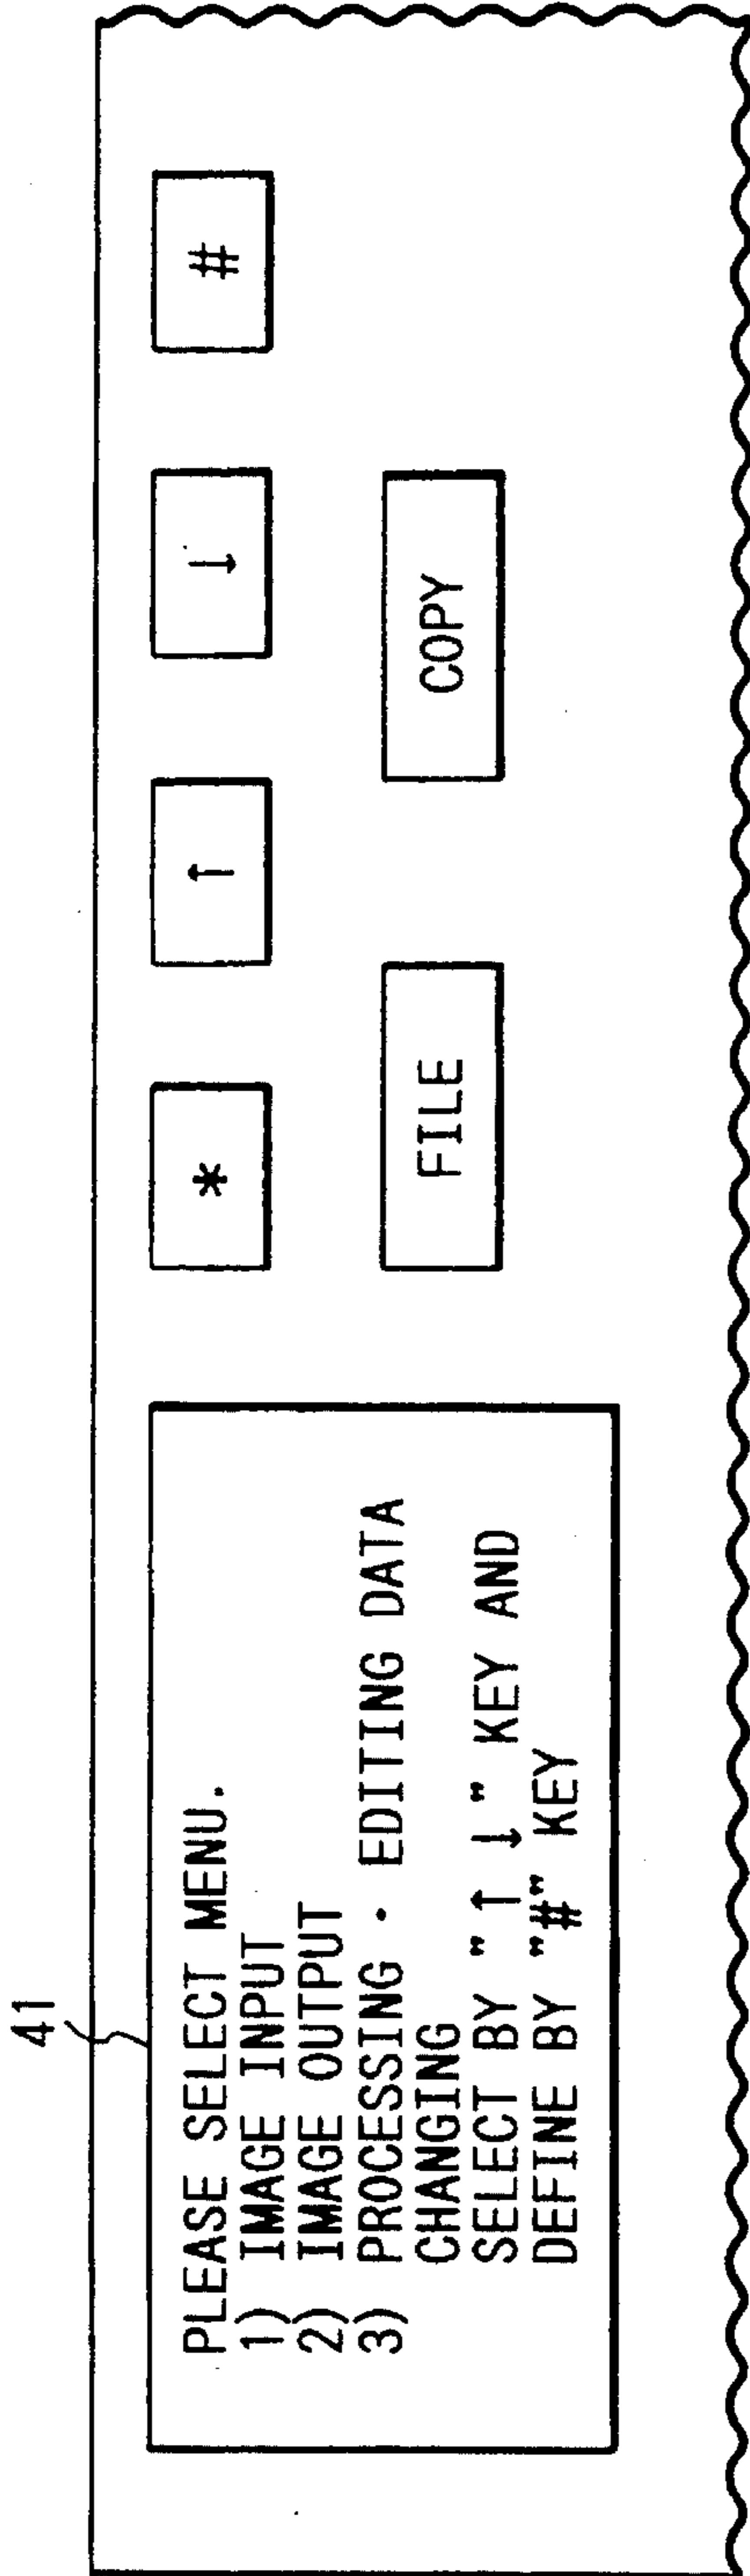 41
PLEASE SELECT MENU.
1) IMAGE INPUT
2) IMAGE OUTPUT
3) PROCESSING · EDITING DATA
CHANGING
SELECT BY "↑ ↓" KEY AND
DEFINE BY "#" KEY
* ↑ ↓ #
FILE COPY